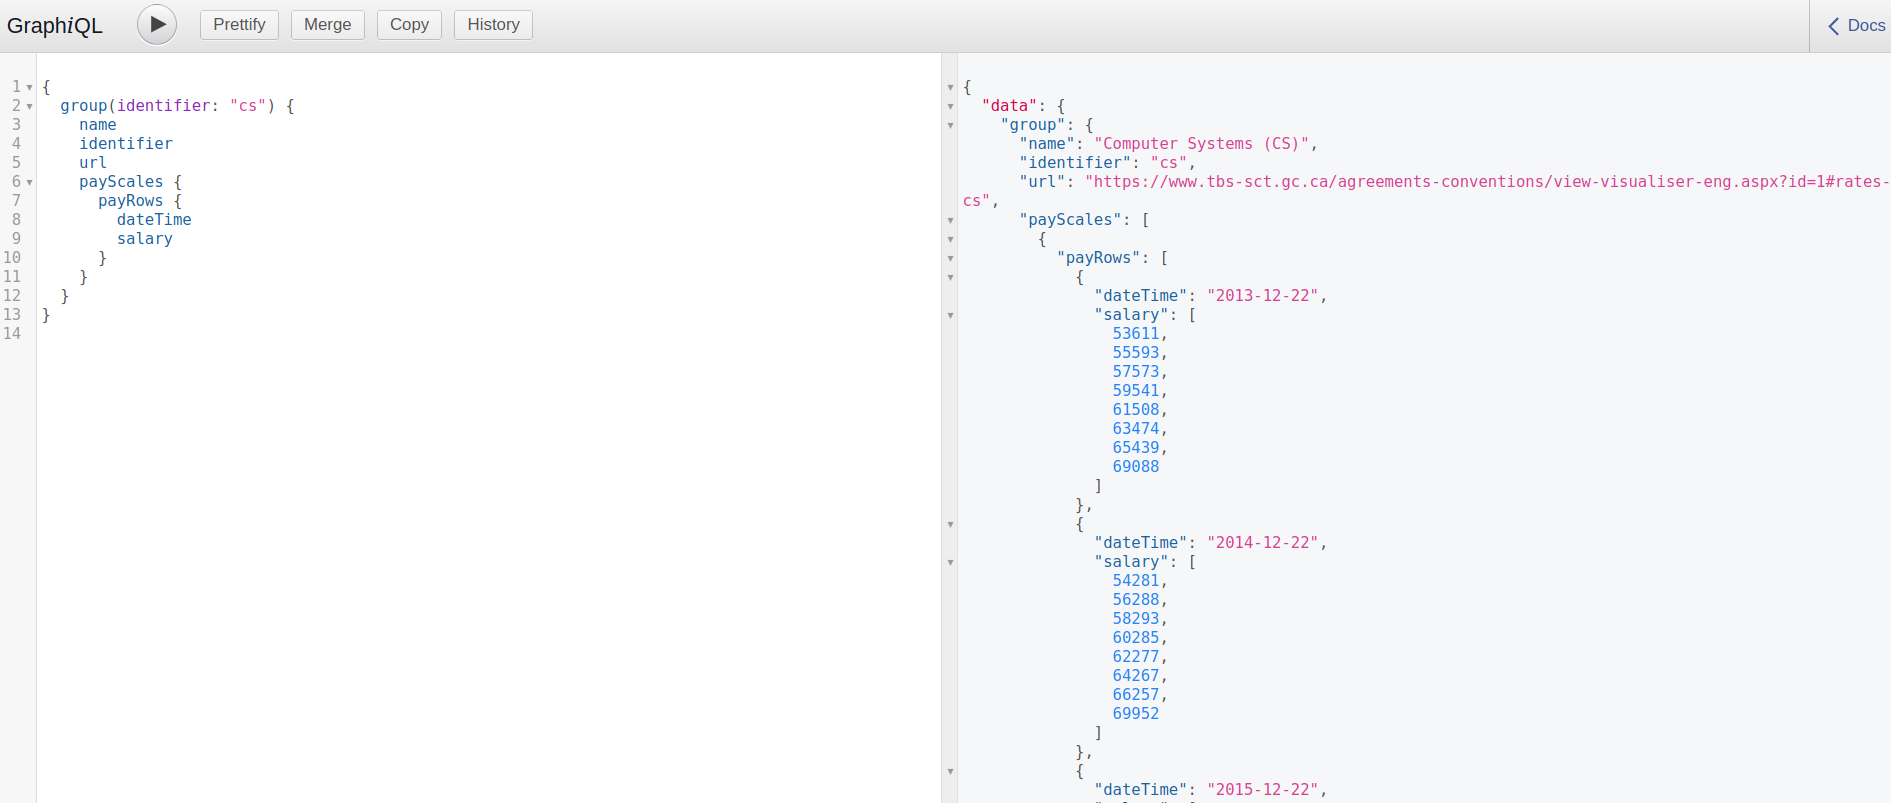 GraphiQL
Prettify
Merge
Copy
History
Docs
1 {
2   group(identifier: "cs") {
3     name
4     identifier
5     url
6     payScales {
7       payRows {
8         dateTime
9         salary
10       }
11     }
12   }
13 }
14
{
  "data": {
    "group": {
      "name": "Computer Systems (CS)",
      "identifier": "cs",
      "url": "https://www.tbs-sct.gc.ca/agreements-conventions/view-visualiser-eng.aspx?id=1#rates-
cs",
      "payScales": [
        {
          "payRows": [
            {
              "dateTime": "2013-12-22",
              "salary": [
                53611,
                55593,
                57573,
                59541,
                61508,
                63474,
                65439,
                69088
              ]
            },
            {
              "dateTime": "2014-12-22",
              "salary": [
                54281,
                56288,
                58293,
                60285,
                62277,
                64267,
                66257,
                69952
              ]
            },
            {
              "dateTime": "2015-12-22",